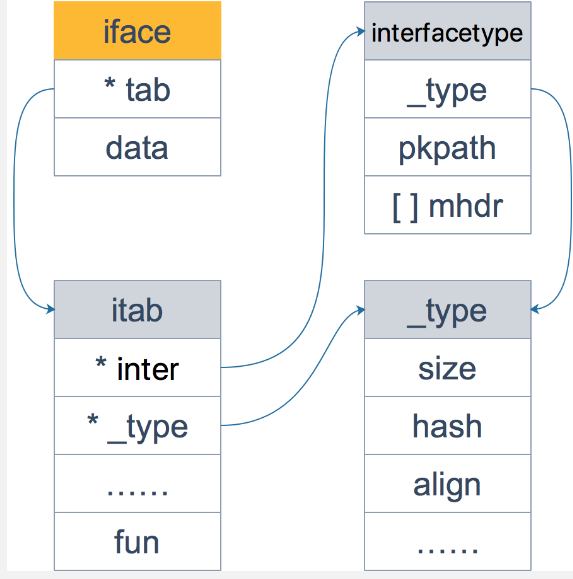 iface
* tab
data
interfacetype
_type
pkpath
[ ] mhdr
itab
* inter
* _type
......
fun
_type
size
hash
align
......